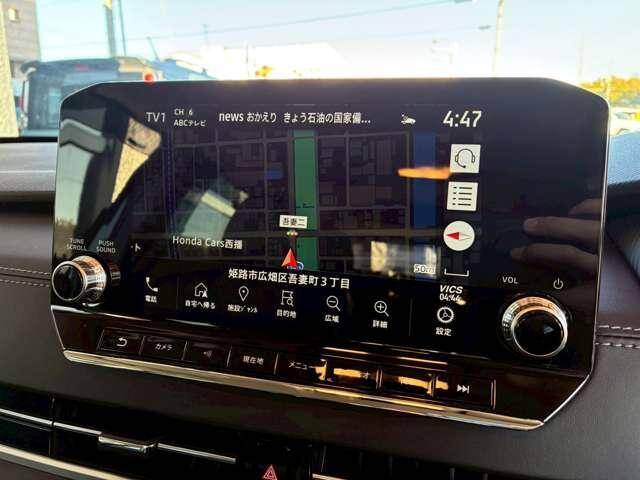 TV1 CH 6 ABCテレビ news おかえり きょう石油の国家備… 4:47
吾妻二
Honda Cars西播
50m
姫路市広畑区吾妻町３丁目
TUNE SCROLL
PUSH SOUND
VOL
VICS 04:44
電話
自宅へ帰る
施設ｼﾞｬﾝﾙ
目的地
広域
詳細
設定
カメラ
現在地
メニュー